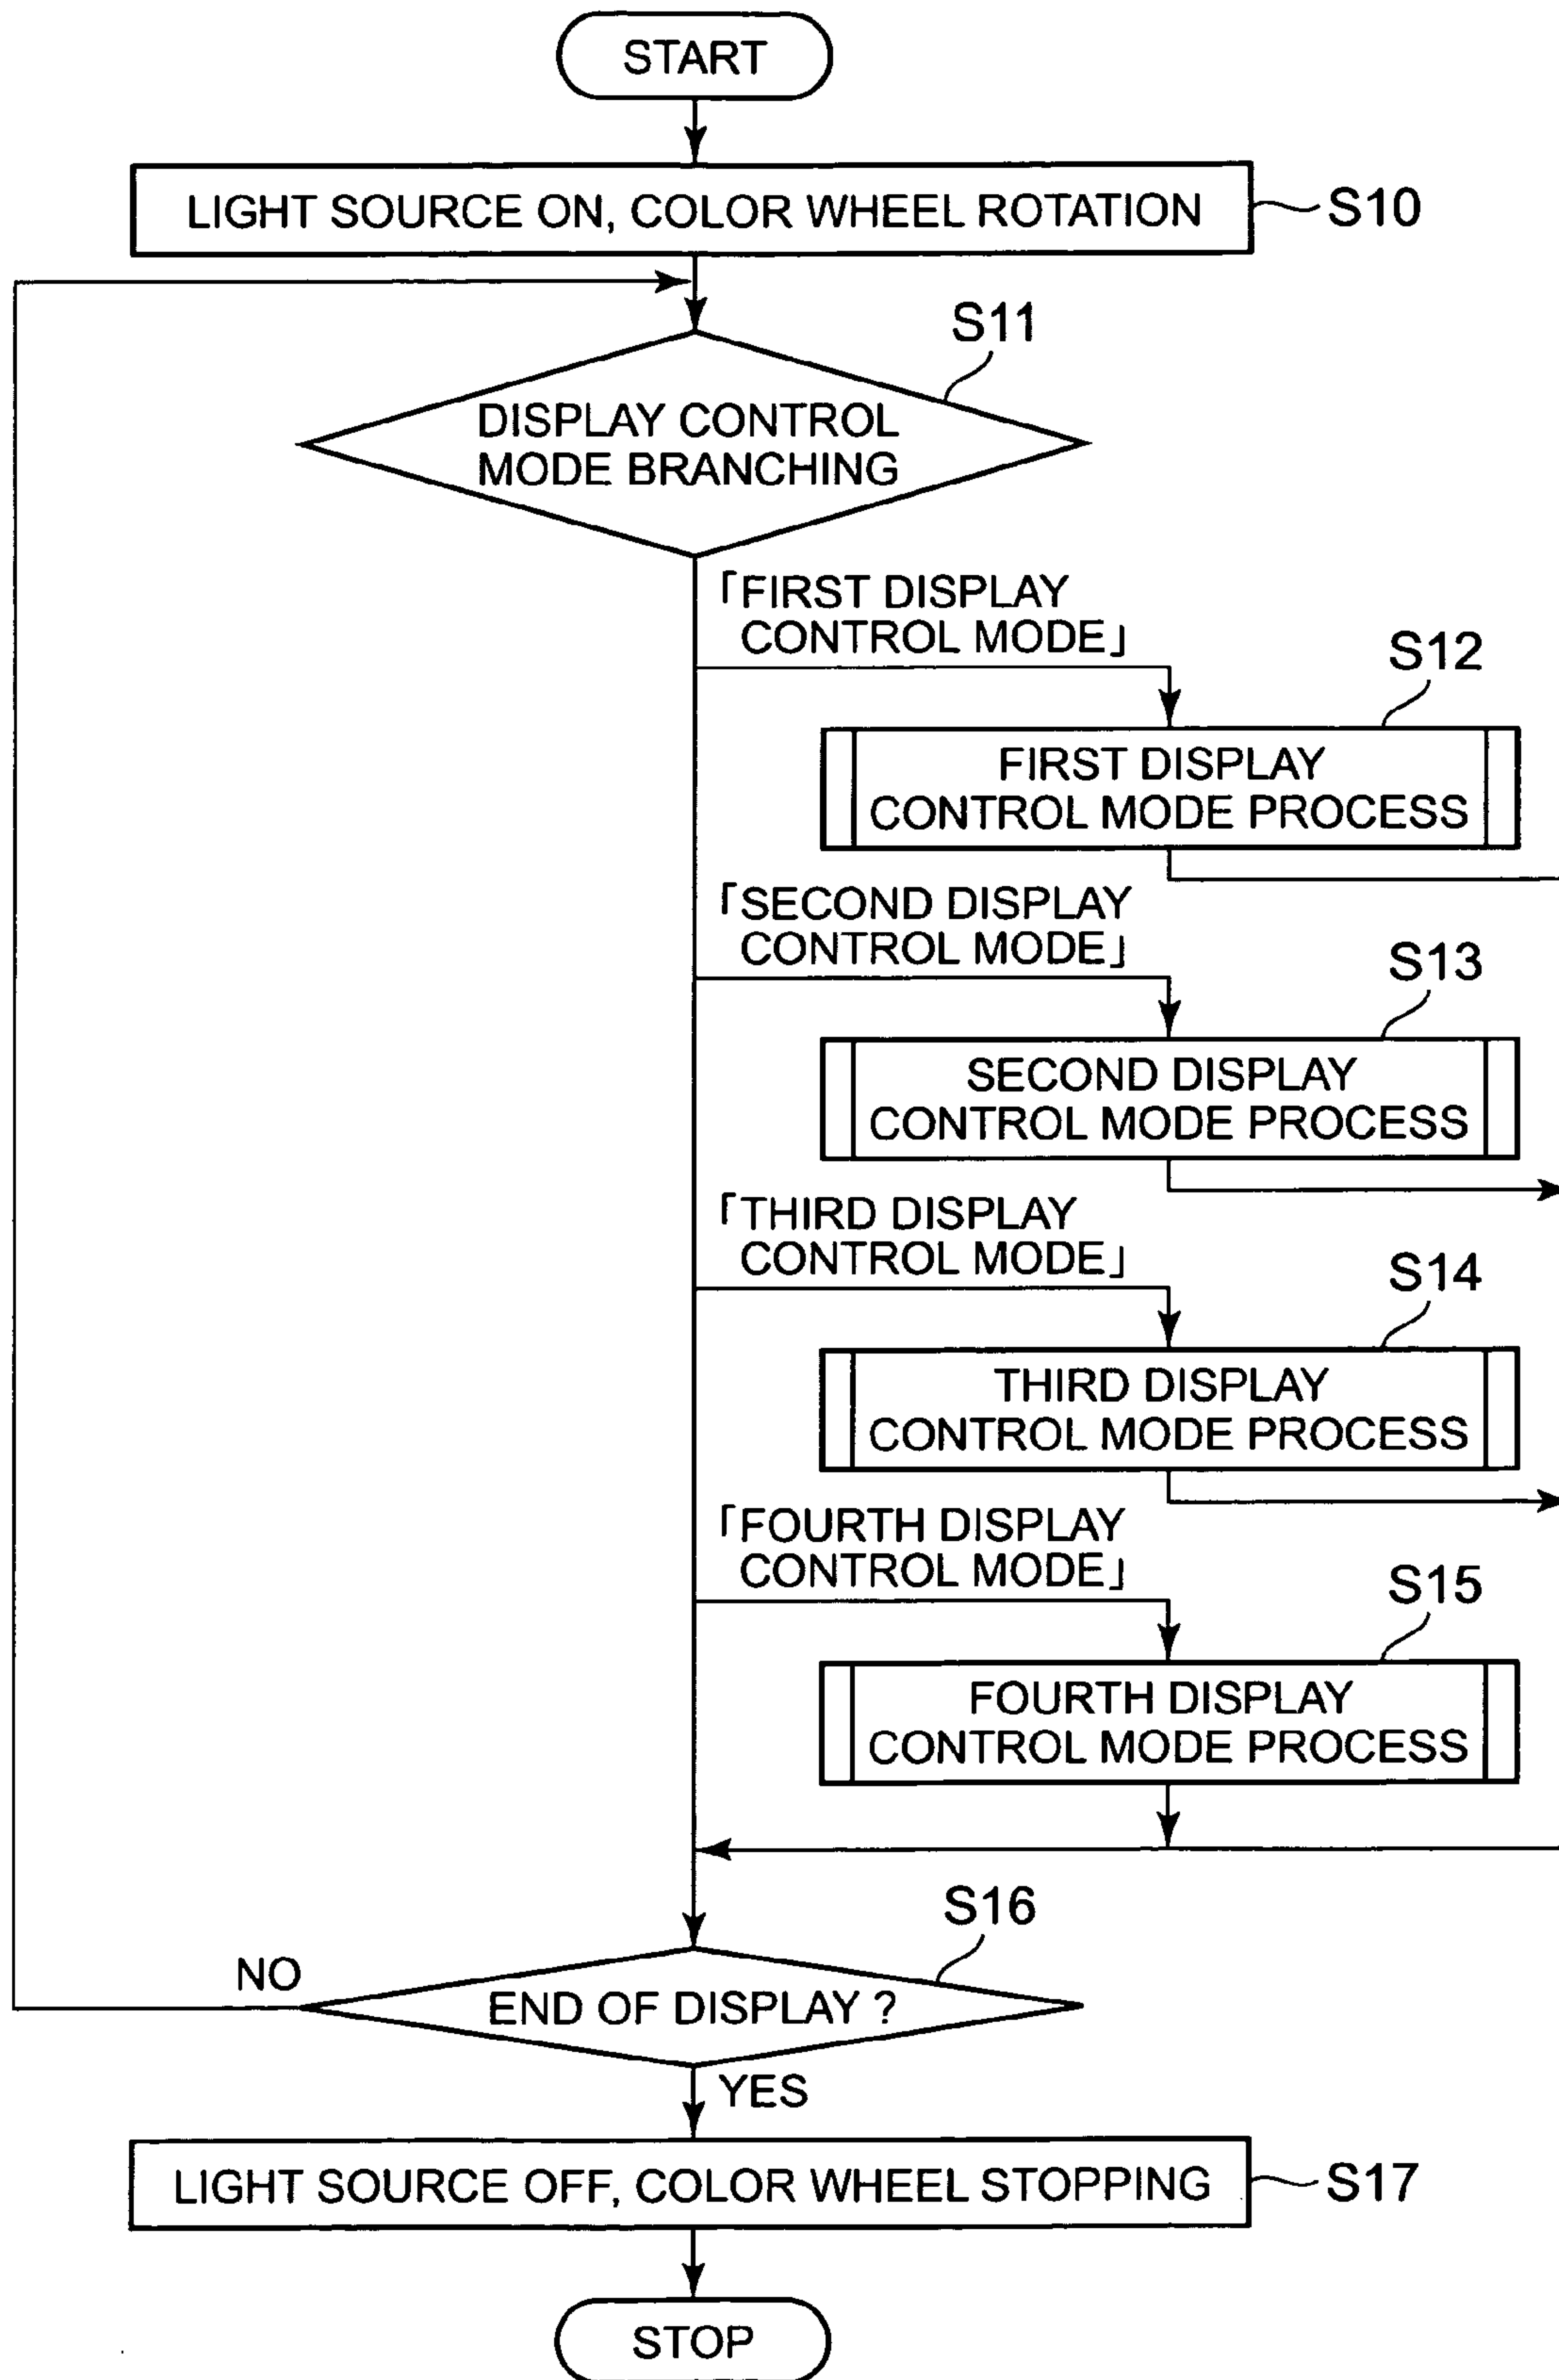 START
LIGHT SOURCE ON, COLOR WHEEL ROTATION
S10
S11
DISPLAY CONTROL
MODE BRANCHING
「FIRST DISPLAY
CONTROL MODE」
S12
FIRST DISPLAY
CONTROL MODE PROCESS
「SECOND DISPLAY
CONTROL MODE」
S13
SECOND DISPLAY
CONTROL MODE PROCESS
「THIRD DISPLAY
CONTROL MODE」
S14
THIRD DISPLAY
CONTROL MODE PROCESS
「FOURTH DISPLAY
CONTROL MODE」
S15
FOURTH DISPLAY
CONTROL MODE PROCESS
S16
NO
END OF DISPLAY ?
YES
LIGHT SOURCE OFF, COLOR WHEEL STOPPING
S17
STOP